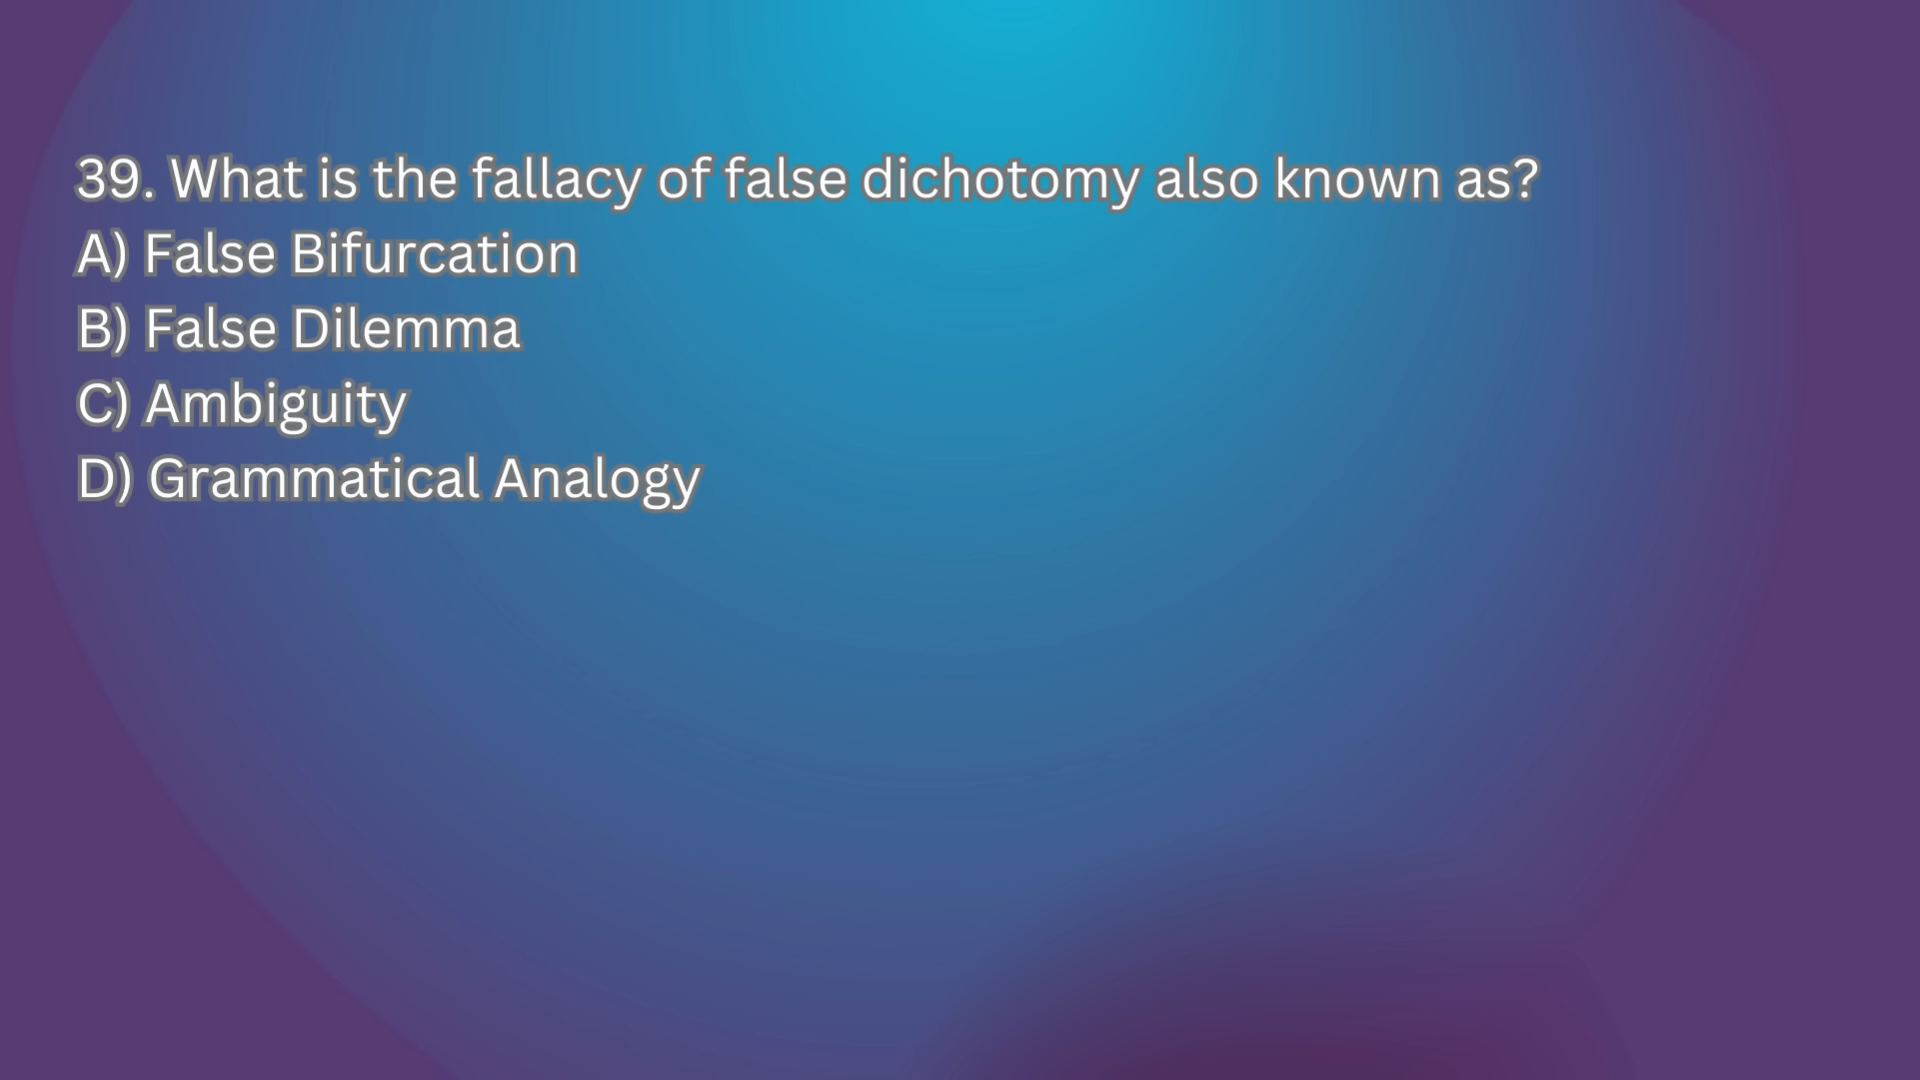 39. What is the fallacy of false dichotomy also known as?
A) False Bifurcation
B) False Dilemma
C) Ambiguity
D) Grammatical Analogy